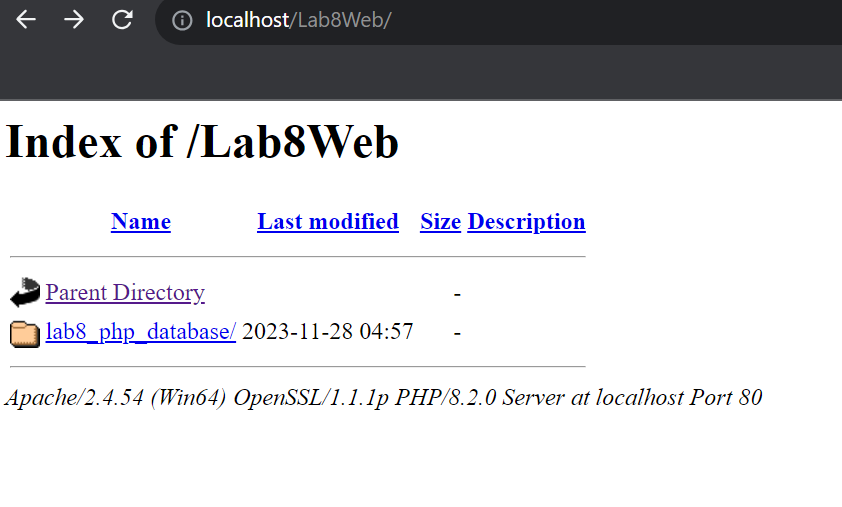 localhost/Lab8Web/
Index of /Lab8Web
Name Last modified Size Description
Parent Directory -
lab8_php_database/ 2023-11-28 04:57 -
Apache/2.4.54 (Win64) OpenSSL/1.1.1p PHP/8.2.0 Server at localhost Port 80